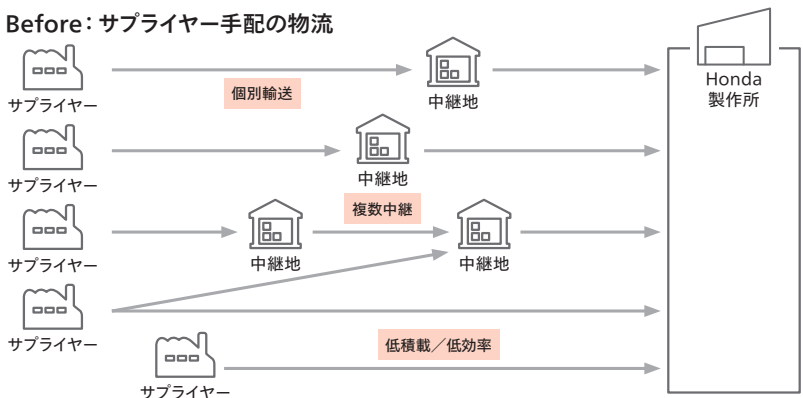 Before：サプライヤー手配の物流
サプライヤー
個別輸送
中継地
Honda
製作所
サプライヤー
中継地
サプライヤー
中継地
複数中継
中継地
サプライヤー
低積載／低効率
サプライヤー